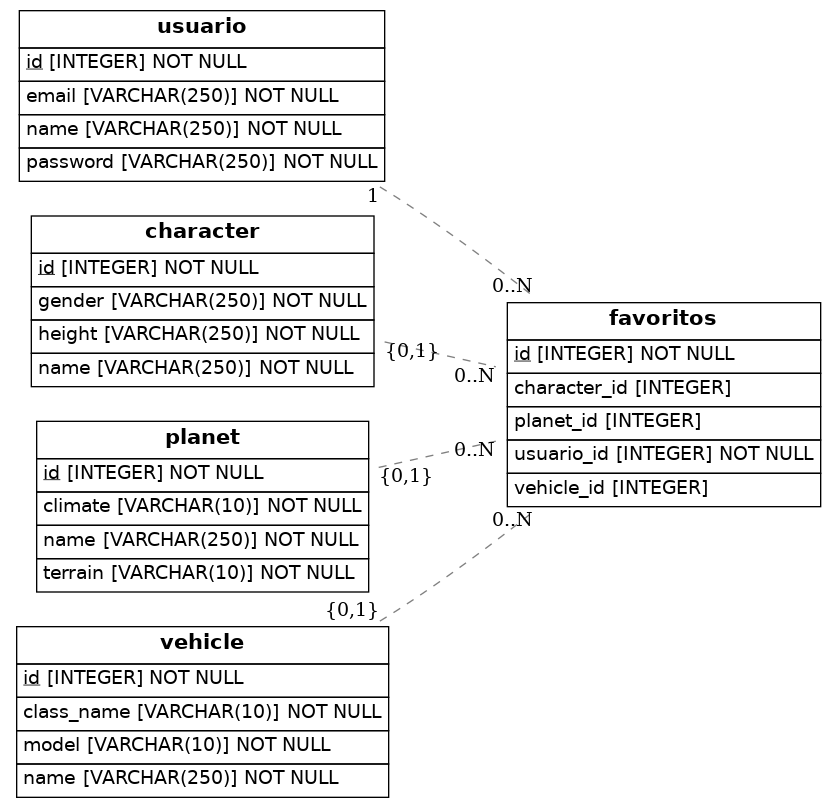 usuario
id [INTEGER] NOT NULL
email [VARCHAR(250)] NOT NULL
name [VARCHAR(250)] NOT NULL
password [VARCHAR(250)] NOT NULL
1
0..N
character
id [INTEGER] NOT NULL
gender [VARCHAR(250)] NOT NULL
height [VARCHAR(250)] NOT NULL
name [VARCHAR(250)] NOT NULL
{0,1}
0..N
planet
id [INTEGER] NOT NULL
climate [VARCHAR(10)] NOT NULL
name [VARCHAR(250)] NOT NULL
terrain [VARCHAR(10)] NOT NULL
{0,1}
0..N
vehicle
id [INTEGER] NOT NULL
class_name [VARCHAR(10)] NOT NULL
model [VARCHAR(10)] NOT NULL
name [VARCHAR(250)] NOT NULL
{0,1}
0..N
favoritos
id [INTEGER] NOT NULL
character_id [INTEGER]
planet_id [INTEGER]
usuario_id [INTEGER] NOT NULL
vehicle_id [INTEGER]